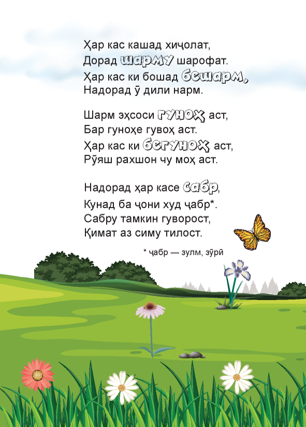 Ҳар кас кашад хиҷолат,
Дорад шарму шарофат.
Ҳар кас ки бошад бешарм,
Надорад ӯ дили нарм.
Шарм эҳсоси гуноҳ аст,
Бар гуноҳе гувоҳ аст.
Ҳар кас ки бегуноҳ аст,
Рӯяш рахшон чу моҳ аст.
Надорад ҳар касе сабр,
Кунад ба ҷони худ ҷабр*.
Сабру тамкин гуворост,
Қимат аз симу тилост.
* ҷабр — зулм, зӯрӣ